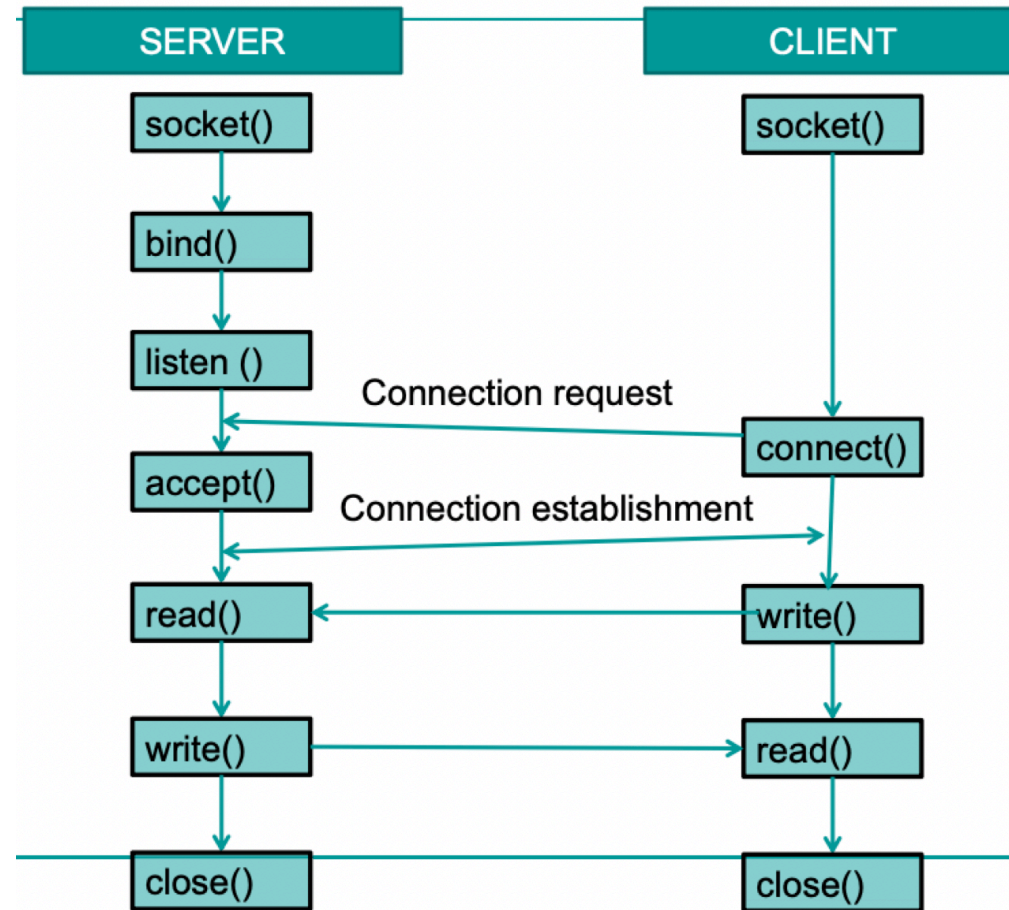 SERVER
CLIENT
socket()
socket()
bind()
listen ()
Connection request
connect()
accept()
Connection establishment
read()
write()
write()
read()
close()
close()